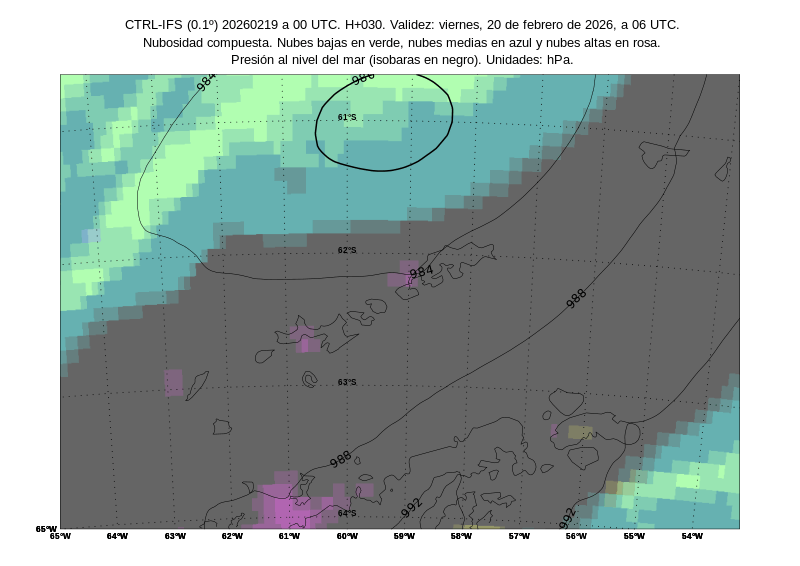 CTRL-IFS (0.1º) 20260219 a 00 UTC. H+030. Validez: viernes, 20 de febrero de 2026, a 06 UTC.
Nubosidad compuesta. Nubes bajas en verde, nubes medias en azul y nubes altas en rosa.
Presión al nivel del mar (isobaras en negro). Unidades: hPa.
984
61°S
62°S
984
988
63°S
988
992
64°S
992
65°W
65°W 64°W 63°W 62°W 61°W 60°W 59°W 58°W 57°W 56°W 55°W 54°W